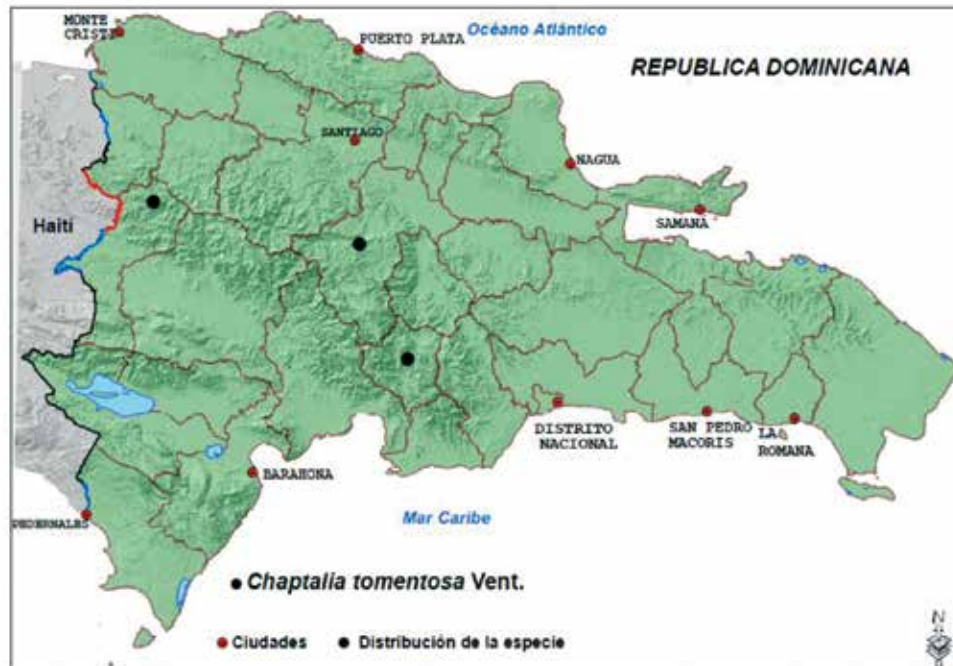 MONTE
CRISTI
PUERTO PLATA
Océano Atlántico
REPUBLICA DOMINICANA
SANTIAGO
NAGUA
SAMANA
Haití
DISTRITO
NACIONAL
SAN PEDRO
MACORIS
LA
ROMANA
BARAHONA
PEDERNALES
Mar Caribe
Chaptalia tomentosa Vent.
Ciudades
Distribución de la especie
N